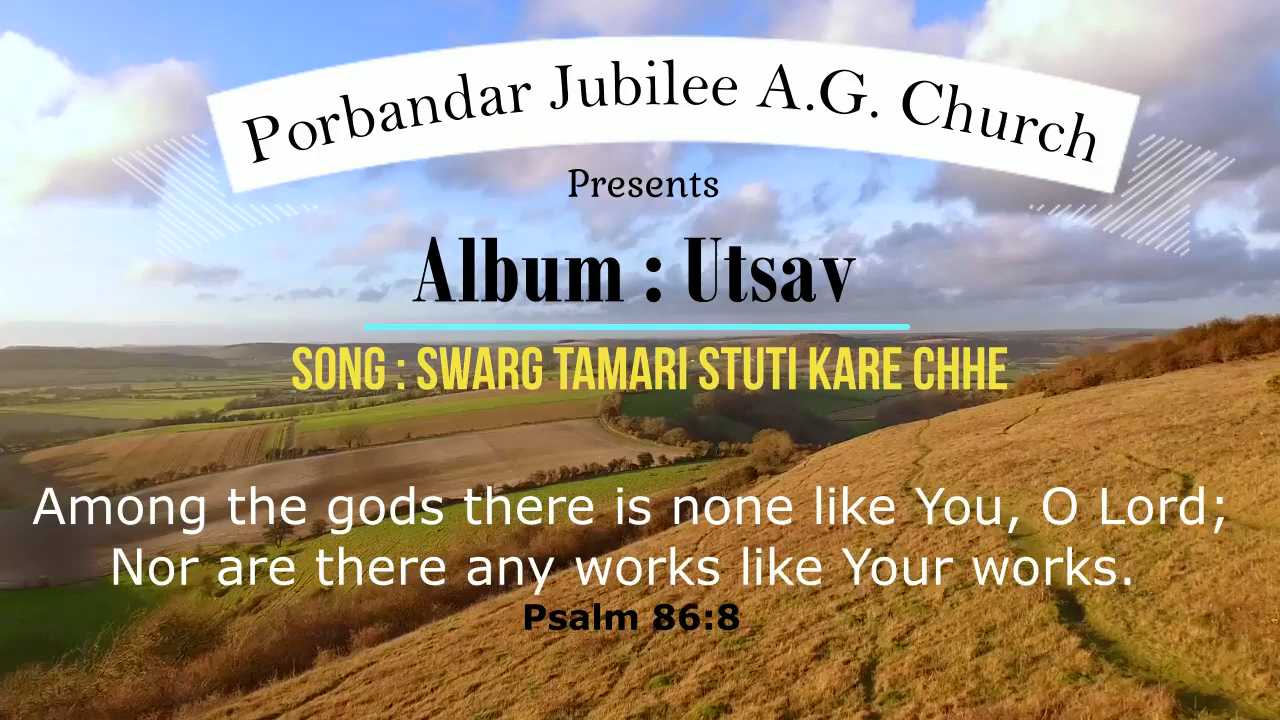 Porbandar Jubilee A.G. Church
Presents
Album : Utsav
SONG : SWARG TAMARI STUTI KARE CHHE
Among the gods there is none like You, O Lord;
Nor are there any works like Your works.
Psalm 86:8